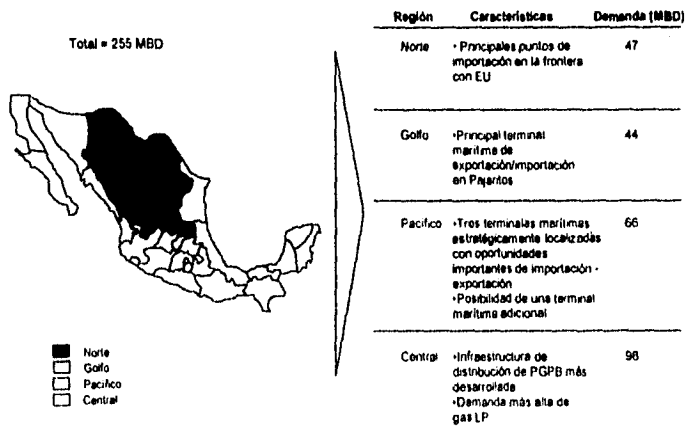 Total = 255 MBD
Región Características Demanda (MBD)
Norte • Principales puntos de 47
importación en la frontera
con EU
Golfo • Principal terminal 44
marítima de
exportación/importación
en Pajaritos
Pacífico • Tres terminales marítimas 66
estratégicamente localizadas
con oportunidades
importantes de importación -
exportación
• Posibilidad de una terminal
marítima adicional
Central • Infraestructura de 98
distribución de PGPB más
desarrollada
• Demanda más alta de
gas LP
Norte
Golfo
Pacífico
Central